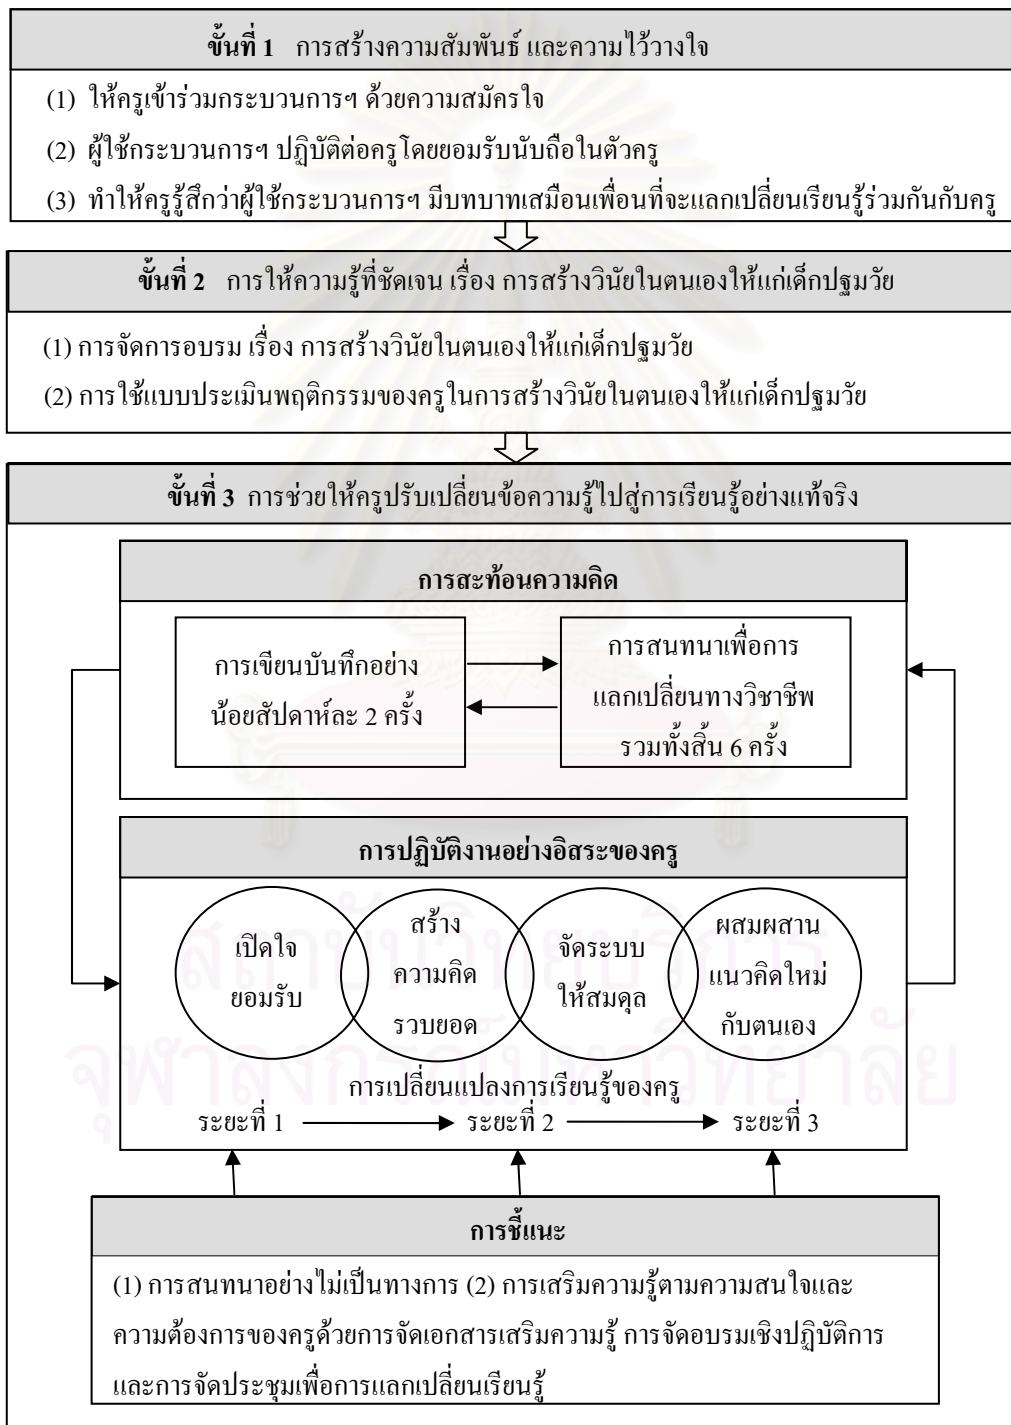 ขั้นที่ 1 การสร้างความสัมพันธ์ และความไว้วางใจ
(1) ให้ครูเข้าร่วมกระบวนการฯ ด้วยความสมัครใจ
(2) ผู้ใช้กระบวนการฯ ปฏิบัติต่อครูโดยยอมรับนับถือในตัวครู
(3) ทำให้ครูรู้สึกว่าผู้ใช้กระบวนการฯ มีบทบาทเสมือนเพื่อนที่จะแลกเปลี่ยนเรียนรู้ร่วมกันกับครู
ขั้นที่ 2 การให้ความรู้ที่ชัดเจน เรื่อง การสร้างวินัยในตนเองให้แก่เด็กปฐมวัย
(1) การจัดการอบรม เรื่อง การสร้างวินัยในตนเองให้แก่เด็กปฐมวัย
(2) การใช้แบบประเมินพฤติกรรมของครูในการสร้างวินัยในตนเองให้แก่เด็กปฐมวัย
ขั้นที่ 3 การช่วยให้ครูปรับเปลี่ยนข้อความรู้ไปสู่การเรียนรู้อย่างแท้จริง
การสะท้อนความคิด
การเขียนบันทึกอย่าง
น้อยสัปดาห์ละ 2 ครั้ง
การสนทนาเพื่อการ
แลกเปลี่ยนทางวิชาชีพ
รวมทั้งสิ้น 6 ครั้ง
การปฏิบัติงานอย่างอิสระของครู
เปิดใจ
ยอมรับ
สร้าง
ความคิด
รวบยอด
จัดระบบ
ให้สมดุล
ผสมผสาน
แนวคิดใหม่
กับตนเอง
สถาบันวิทยบริการ
จุฬาลงกรณ์มหาวิทยาลัย
การเปลี่ยนแปลงการเรียนรู้ของครู
ระยะที่ 1 ระยะที่ 2 ระยะที่ 3
การชี้แนะ
(1) การสนทนาอย่างไม่เป็นทางการ (2) การเสริมความรู้ตามความสนใจและ
ความต้องการของครูด้วยการจัดเอกสารเสริมความรู้ การจัดอบรมเชิงปฏิบัติการ
และการจัดประชุมเพื่อการแลกเปลี่ยนเรียนรู้